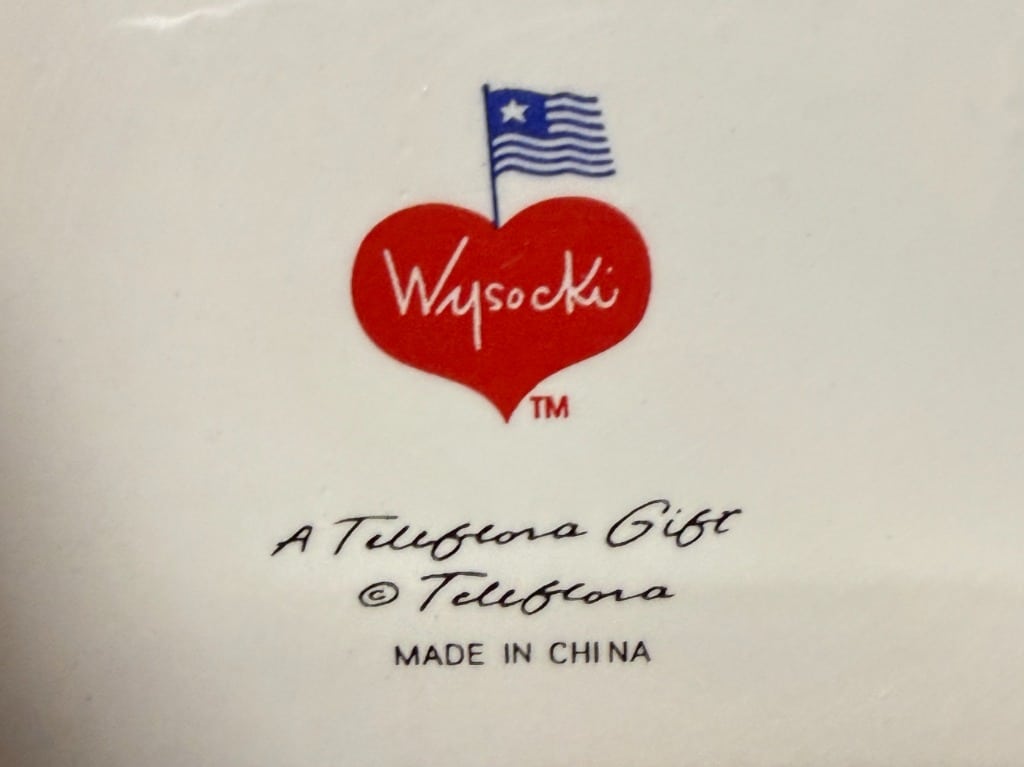 Wysocki
TM
A Teleflora Gift
© Teleflora
MADE IN CHINA